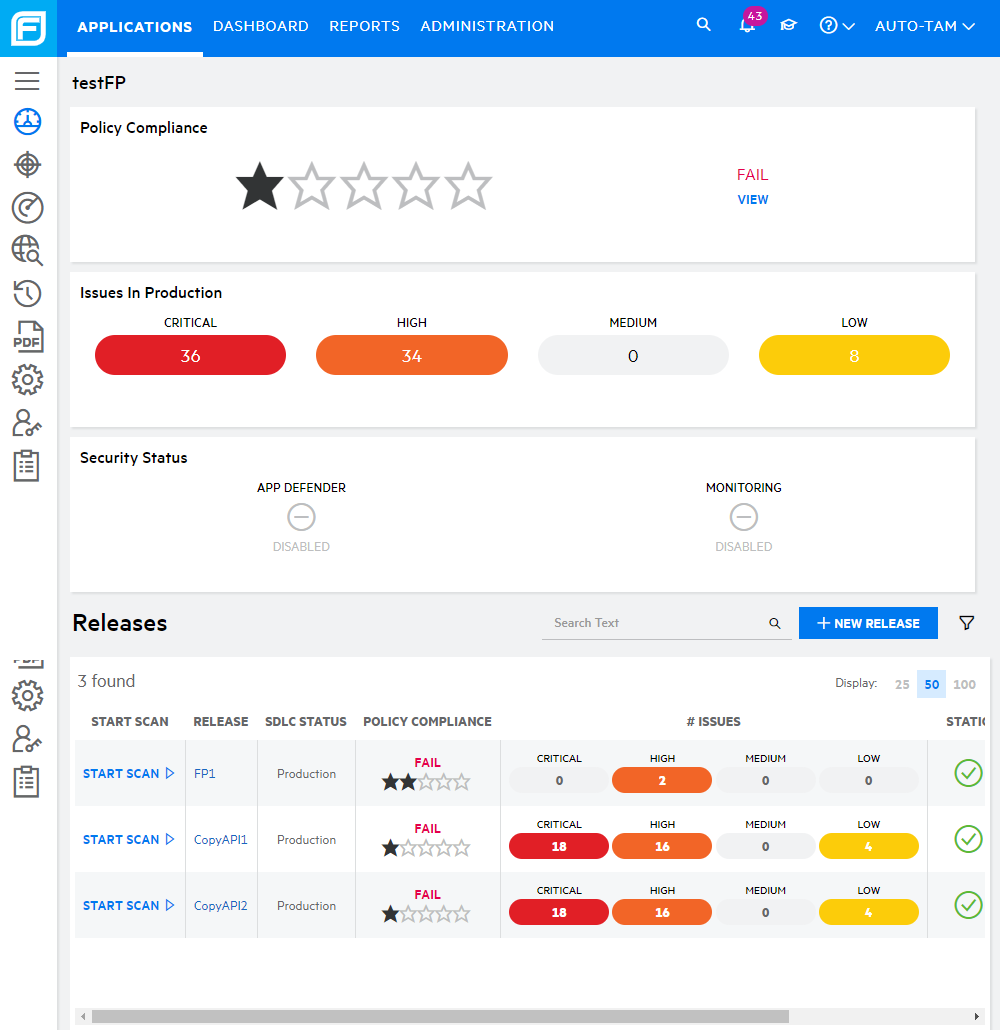 APPLICATIONS DASHBOARD REPORTS ADMINISTRATION 43 AUTO-TAM
testFP
Policy Compliance
FAIL
VIEW
Issues In Production
CRITICAL HIGH MEDIUM LOW
36 34 0 8
PDF
Security Status
APP DEFENDER MONITORING
DISABLED DISABLED
Releases Search Text + NEW RELEASE
3 found Display: 25 50 100
START SCAN RELEASE SDLC STATUS POLICY COMPLIANCE # ISSUES STATIC
START SCAN FP1 Production FAIL CRITICAL 0 HIGH 2 MEDIUM 0 LOW 0
START SCAN CopyAPI1 Production FAIL CRITICAL 18 HIGH 16 MEDIUM 0 LOW 4
START SCAN CopyAPI2 Production FAIL CRITICAL 18 HIGH 16 MEDIUM 0 LOW 4